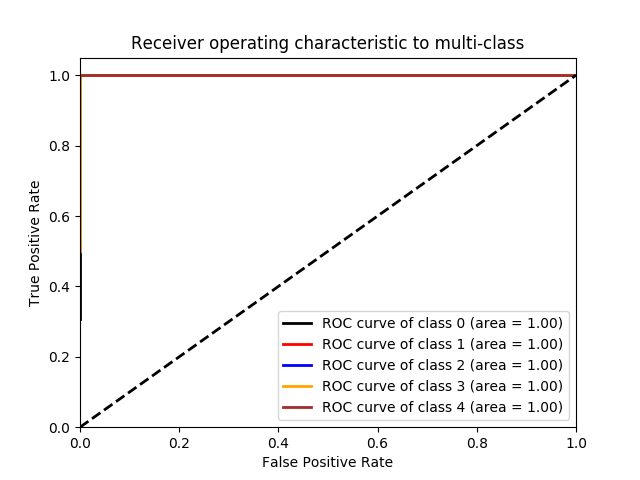 Receiver operating characteristic to multi-class
1.0
0.8
0.6
0.4
0.2
0.0
True Positive Rate
ROC curve of class 0 (area = 1.00)
ROC curve of class 1 (area = 1.00)
ROC curve of class 2 (area = 1.00)
ROC curve of class 3 (area = 1.00)
ROC curve of class 4 (area = 1.00)
0.0 0.2 0.4 0.6 0.8 1.0
False Positive Rate